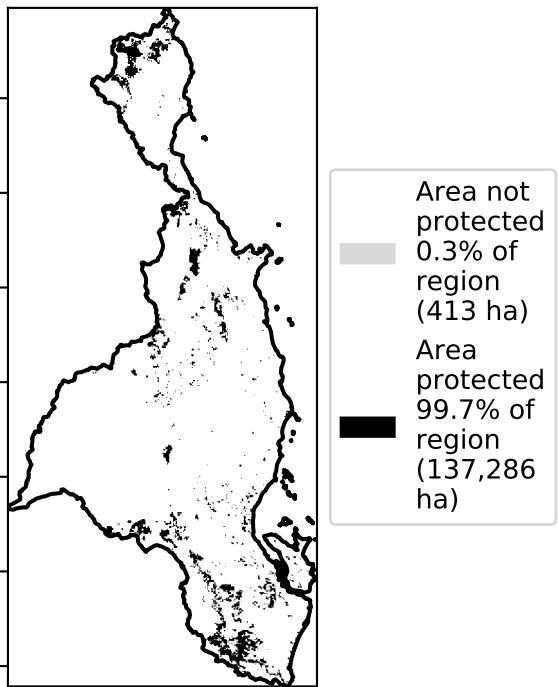 Area not
protected
0.3% of
region
(413 ha)
Area
protected
99.7% of
region
(137,286
ha)